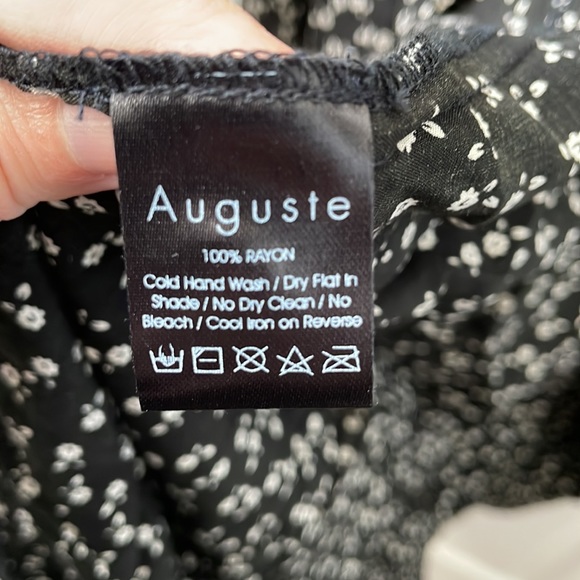 Auguste
100% RAYON
Cold Hand Wash / Dry Flat in
Shade / No Dry Clean / No
Bleach / Cool Iron on Reverse